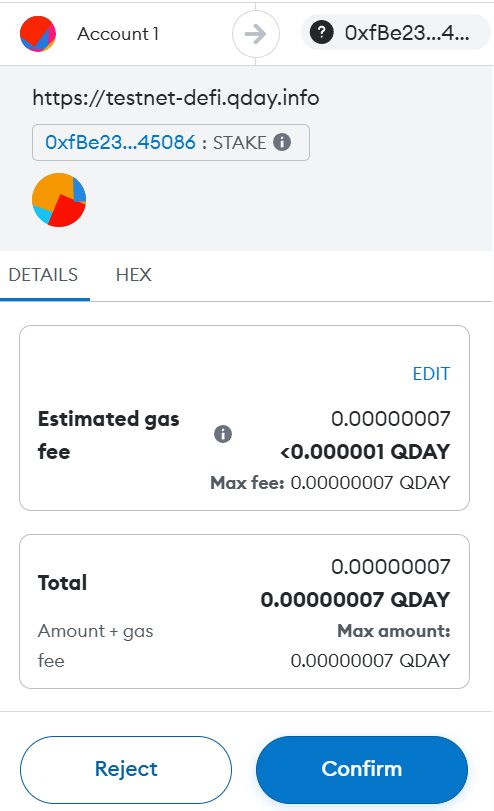 Account 1
? 0xfBe23...4...
https://testnet-defi.qday.info
0xfBe23...45086 : STAKE i
DETAILS HEX
EDIT
Estimated gas fee i
0.00000007
<0.000001 QDAY
Max fee: 0.00000007 QDAY
Total
0.00000007
0.00000007 QDAY
Amount + gas fee
Max amount:
0.00000007 QDAY
Reject Confirm